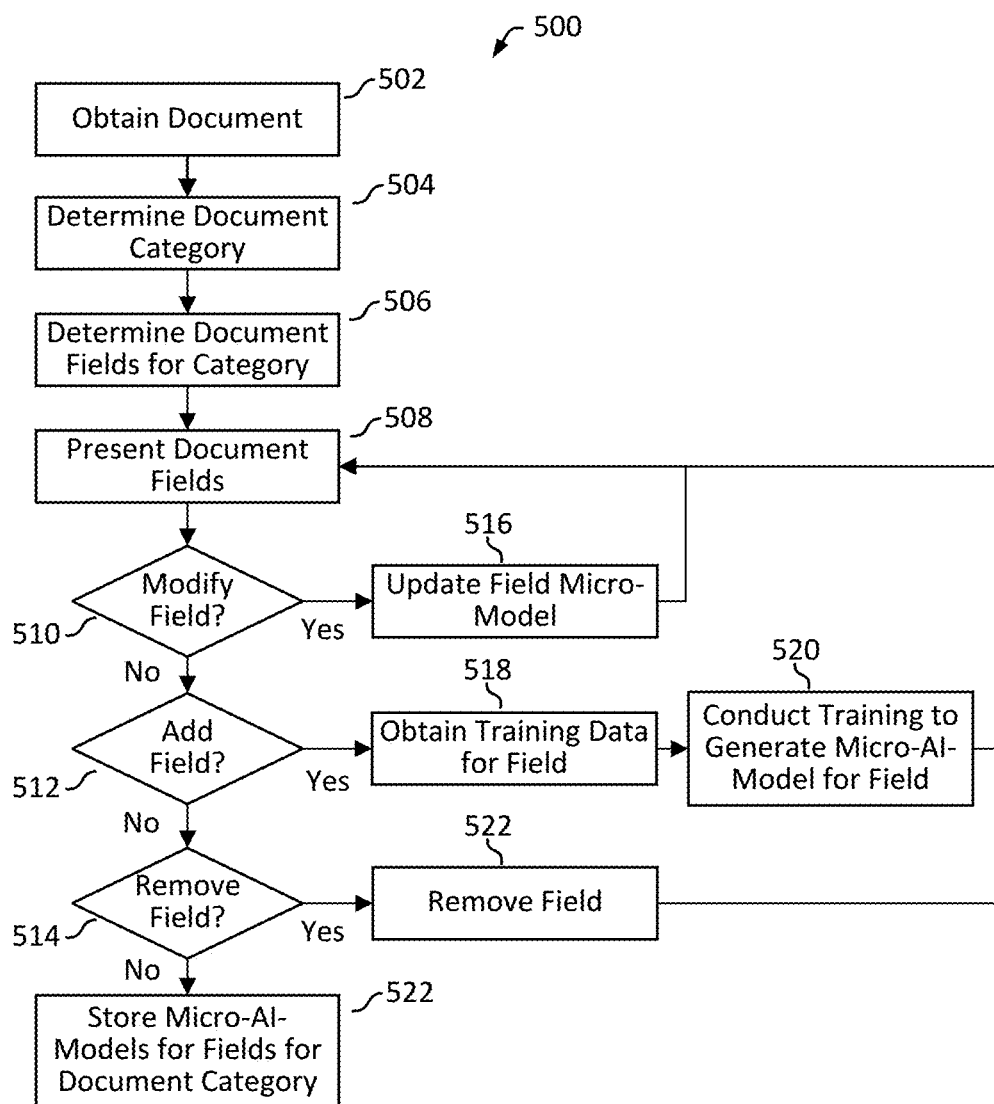 500
502
Obtain Document
504
Determine Document
Category
506
Determine Document
Fields for Category
508
Present Document
Fields
516
Modify
Field?
Update Field Micro-
Model
510
Yes
No
518
520
Add
Field?
Obtain Training Data
for Field
Conduct Training to
Generate Micro-AI-
Model for Field
512
Yes
No
522
Remove
Field?
Remove Field
514
Yes
No
522
Store Micro-AI-
Models for Fields for
Document Category